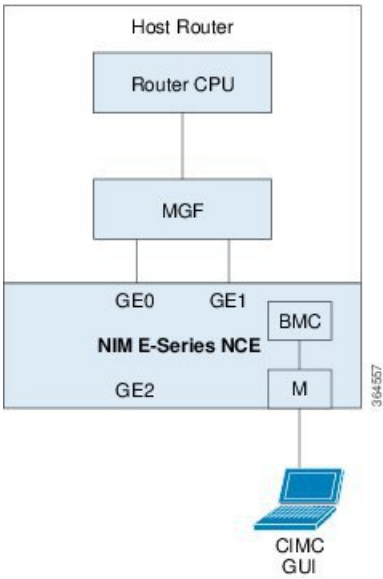 Host Router
Router CPU
MGF
GE0 GE1
BMC
NIM E-Series NCE
GE2 M
364557
CIMC
GUI